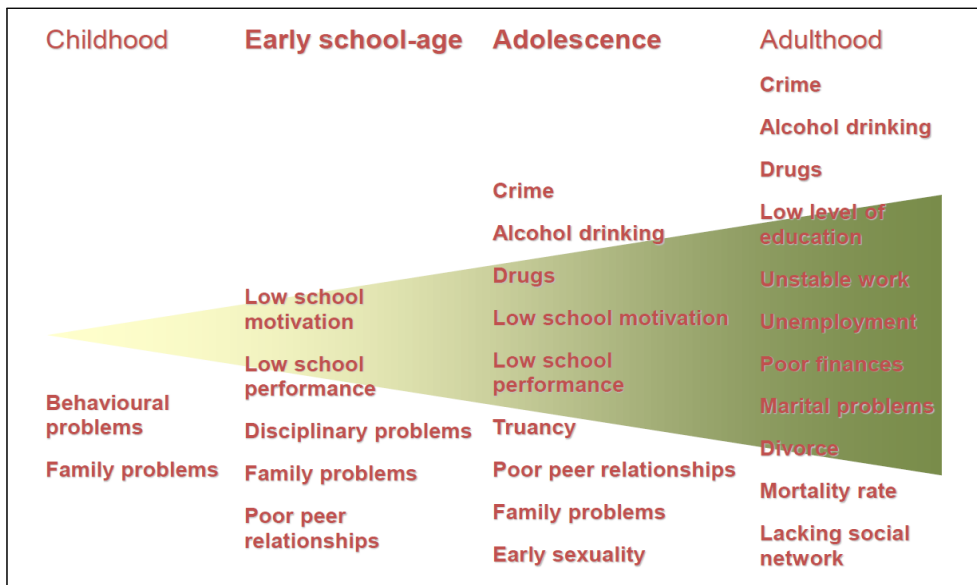 Childhood
Behavioural
problems
Family problems
Early school-age
Low school
motivation
Low school
performance
Disciplinary problems
Family problems
Poor peer
relationships
Adolescence
Crime
Alcohol drinking
Drugs
Low school motivation
Low school
performance
Truancy
Poor peer relationships
Family problems
Early sexuality
Adulthood
Crime
Alcohol drinking
Drugs
Low level of
education
Unstable work
Unemployment
Poor finances
Marital problems
Divorce
Mortality rate
Lacking social
network